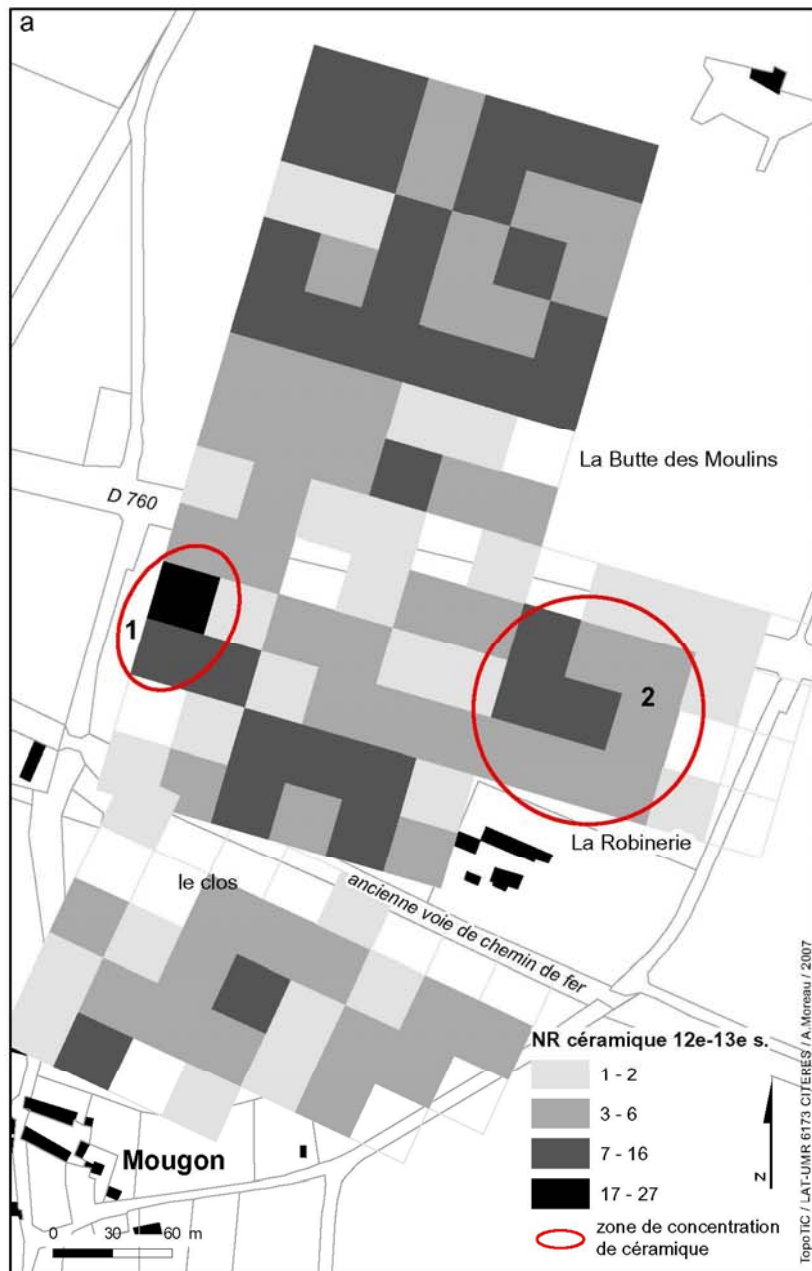 a
La Butte des Moulins
D 760
1
2
La Robinerie
le clos
ancienne voie de chemin de fer
NR céramique 12e-13e s.
1 - 2
3 - 6
7 - 16
17 - 27
zone de concentration
de céramique
N
Mougon
0 30 60 m
TopoTIC / LAT-UMR 6173 CITERES / A.Moreau / 2007